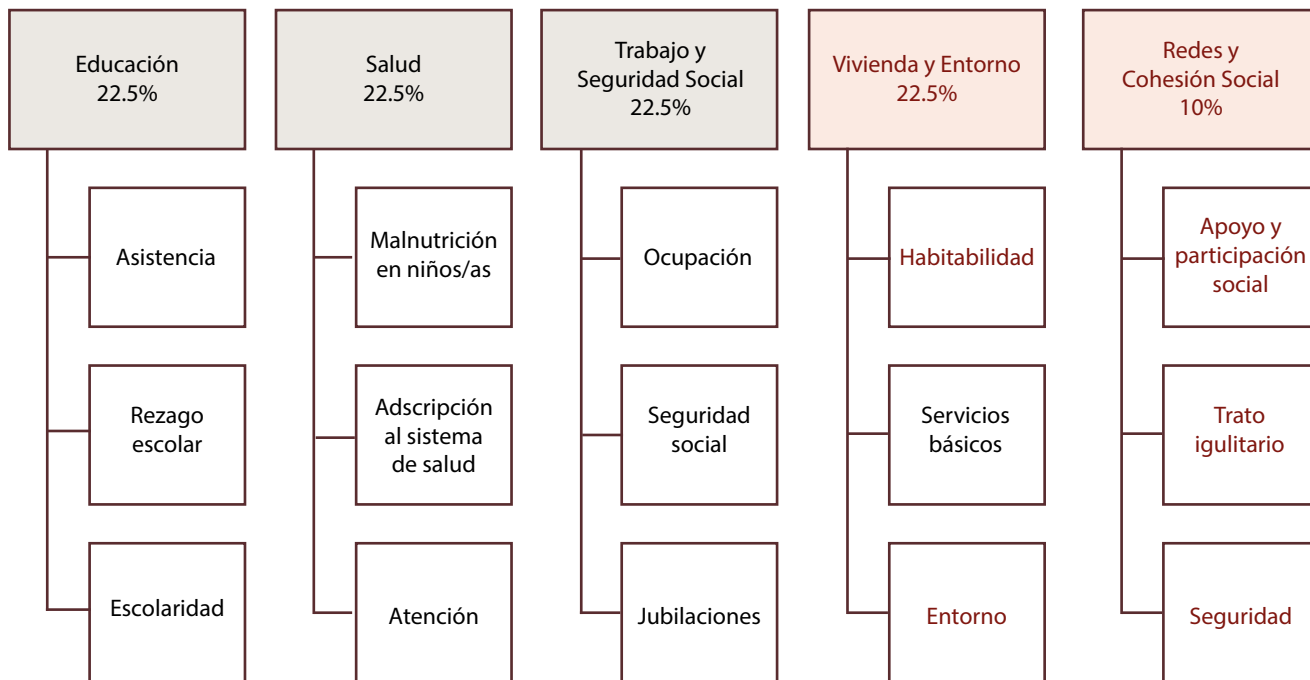 Educación
22.5%
Salud
22.5%
Trabajo y
Seguridad Social
22.5%
Vivienda y Entorno
22.5%
Redes y
Cohesión Social
10%
Asistencia
Malnutrición
en niños/as
Ocupación
Habitabilidad
Apoyo y
participación
social
Rezago
escolar
Adscripción
al sistema
de salud
Seguridad
social
Servicios
básicos
Trato
igulitario
Escolaridad
Atención
Jubilaciones
Entorno
Seguridad